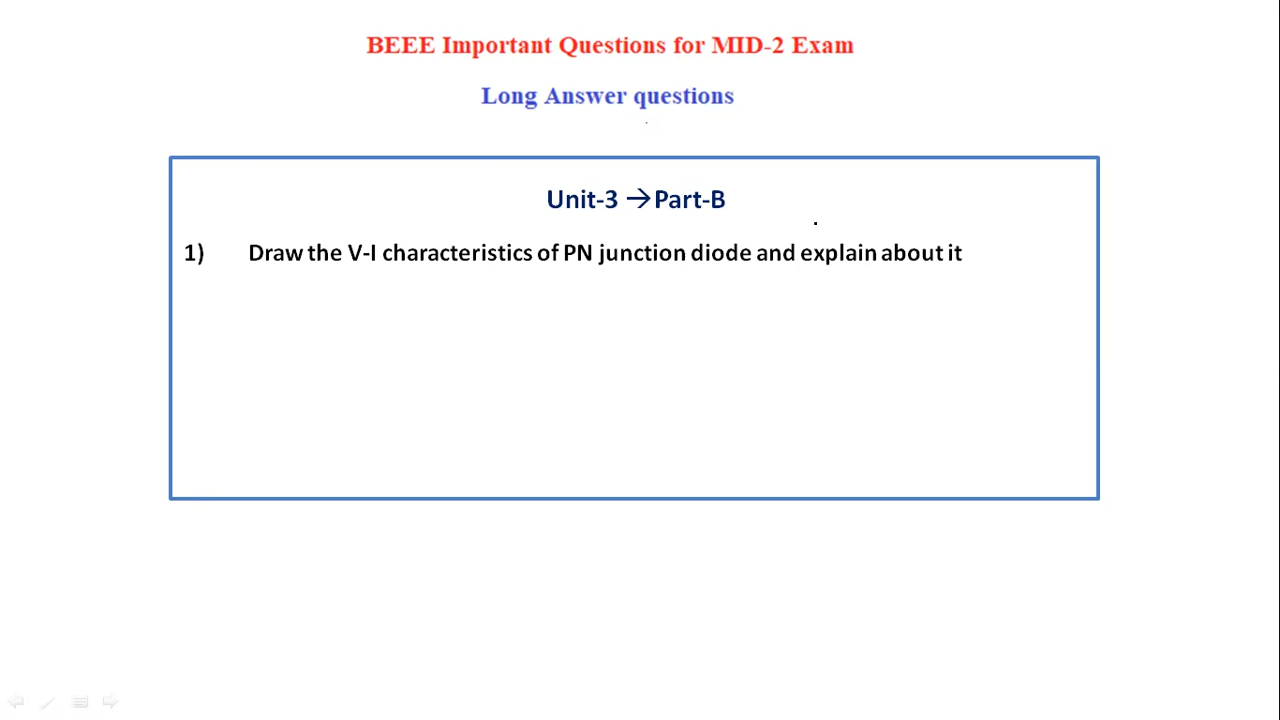 BEEE Important Questions for MID-2 Exam
Long Answer questions
Unit-3 →Part-B
1) Draw the V-I characteristics of PN junction diode and explain about it